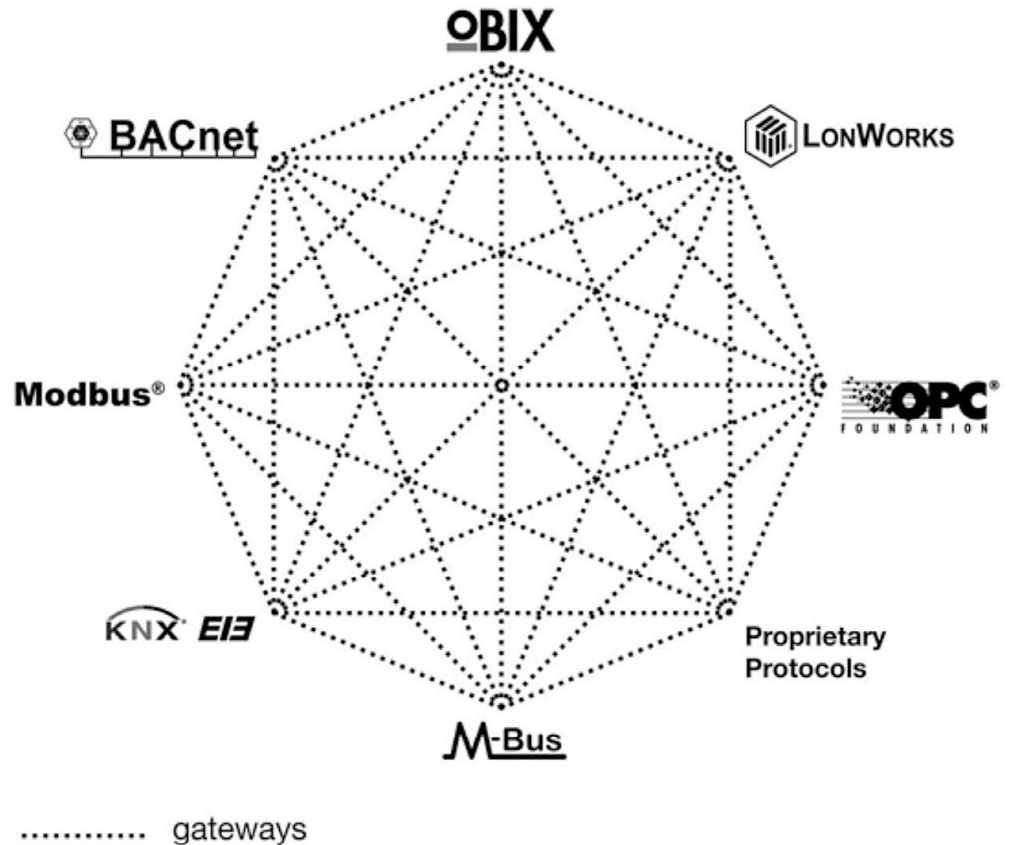 oBIX
BACnet
LONWORKS
Modbus®
OPC®
FOUNDATION
KNX® EIB
Proprietary
Protocols
M-Bus
gateways